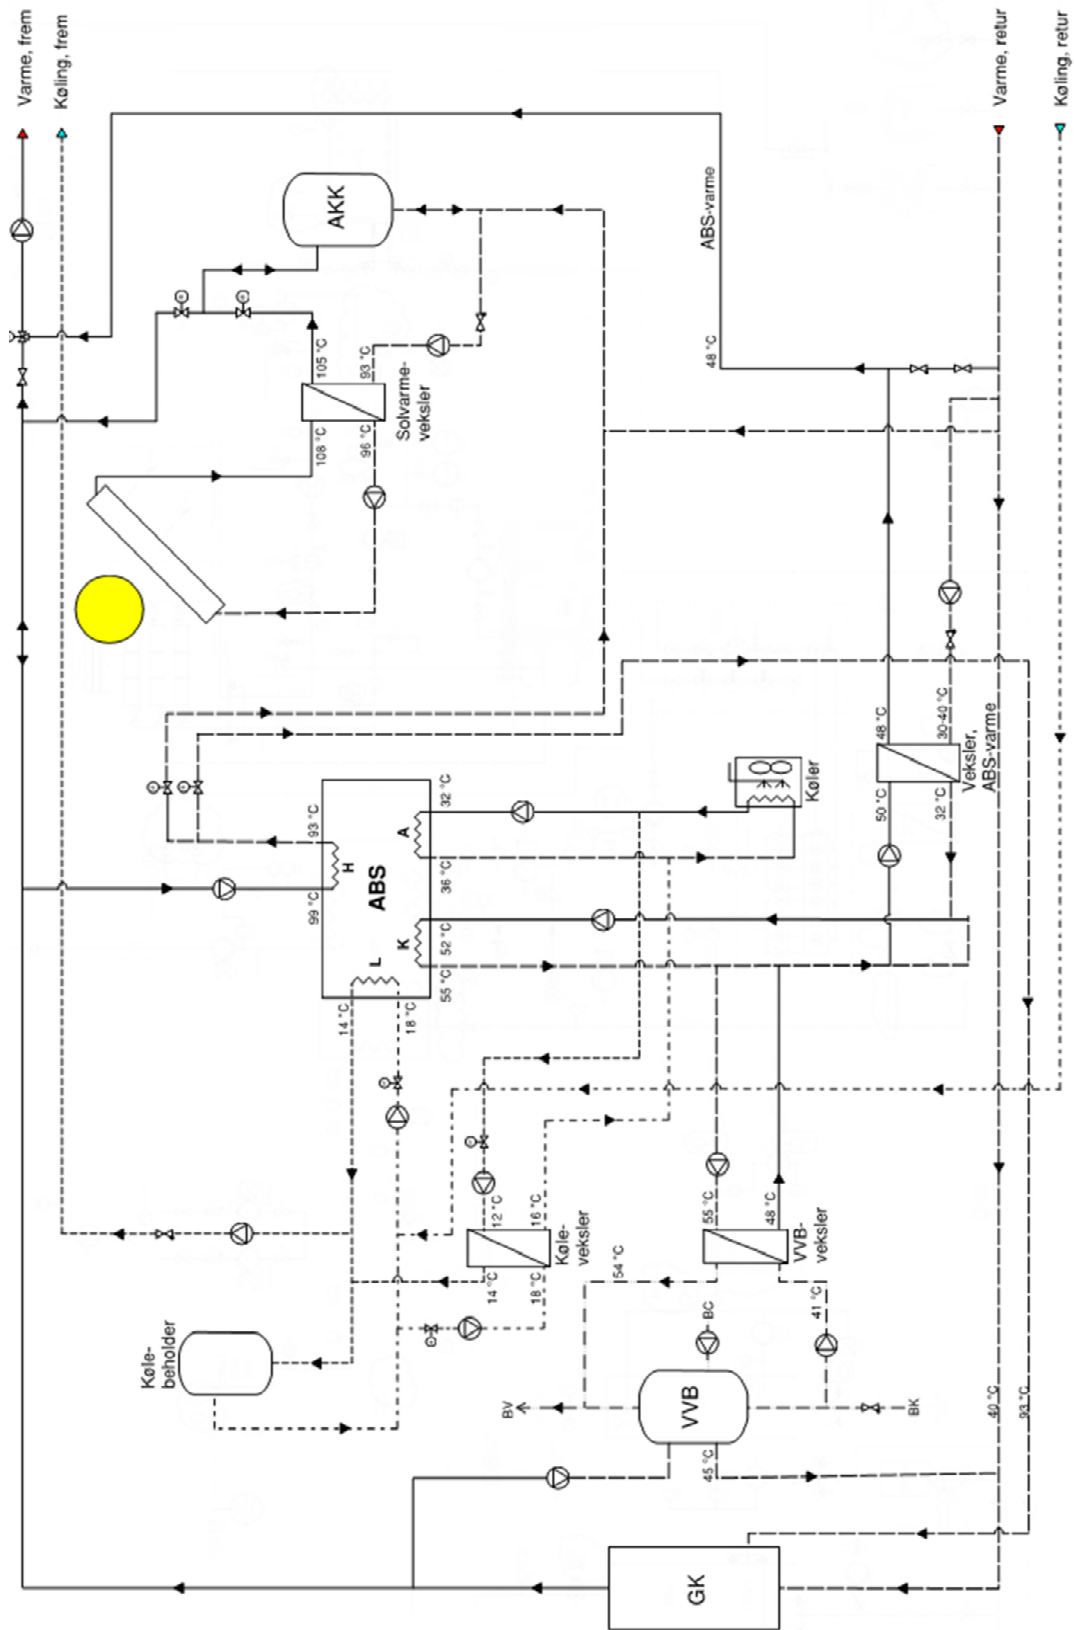 Varme, frem
Køling, frem
Varme, retur
Køling, retur
AKK
ABS-varme
48 °C
105 °C
93 °C
Solvarme-
veksler
108 °C
96 °C
93 °C
99 °C
H
ABS
A
K
L
32 °C
36 °C
52 °C
55 °C
14 °C
18 °C
Køler
48 °C
30-40 °C
Veksler,
ABS-varme
50 °C
32 °C
12 °C
16 °C
Køle-
veksler
14 °C
18 °C
55 °C
48 °C
VVB-
veksler
54 °C
41 °C
BC
Køle-
beholder
BV
VVB
BK
45 °C
40 °C
93 °C
GK